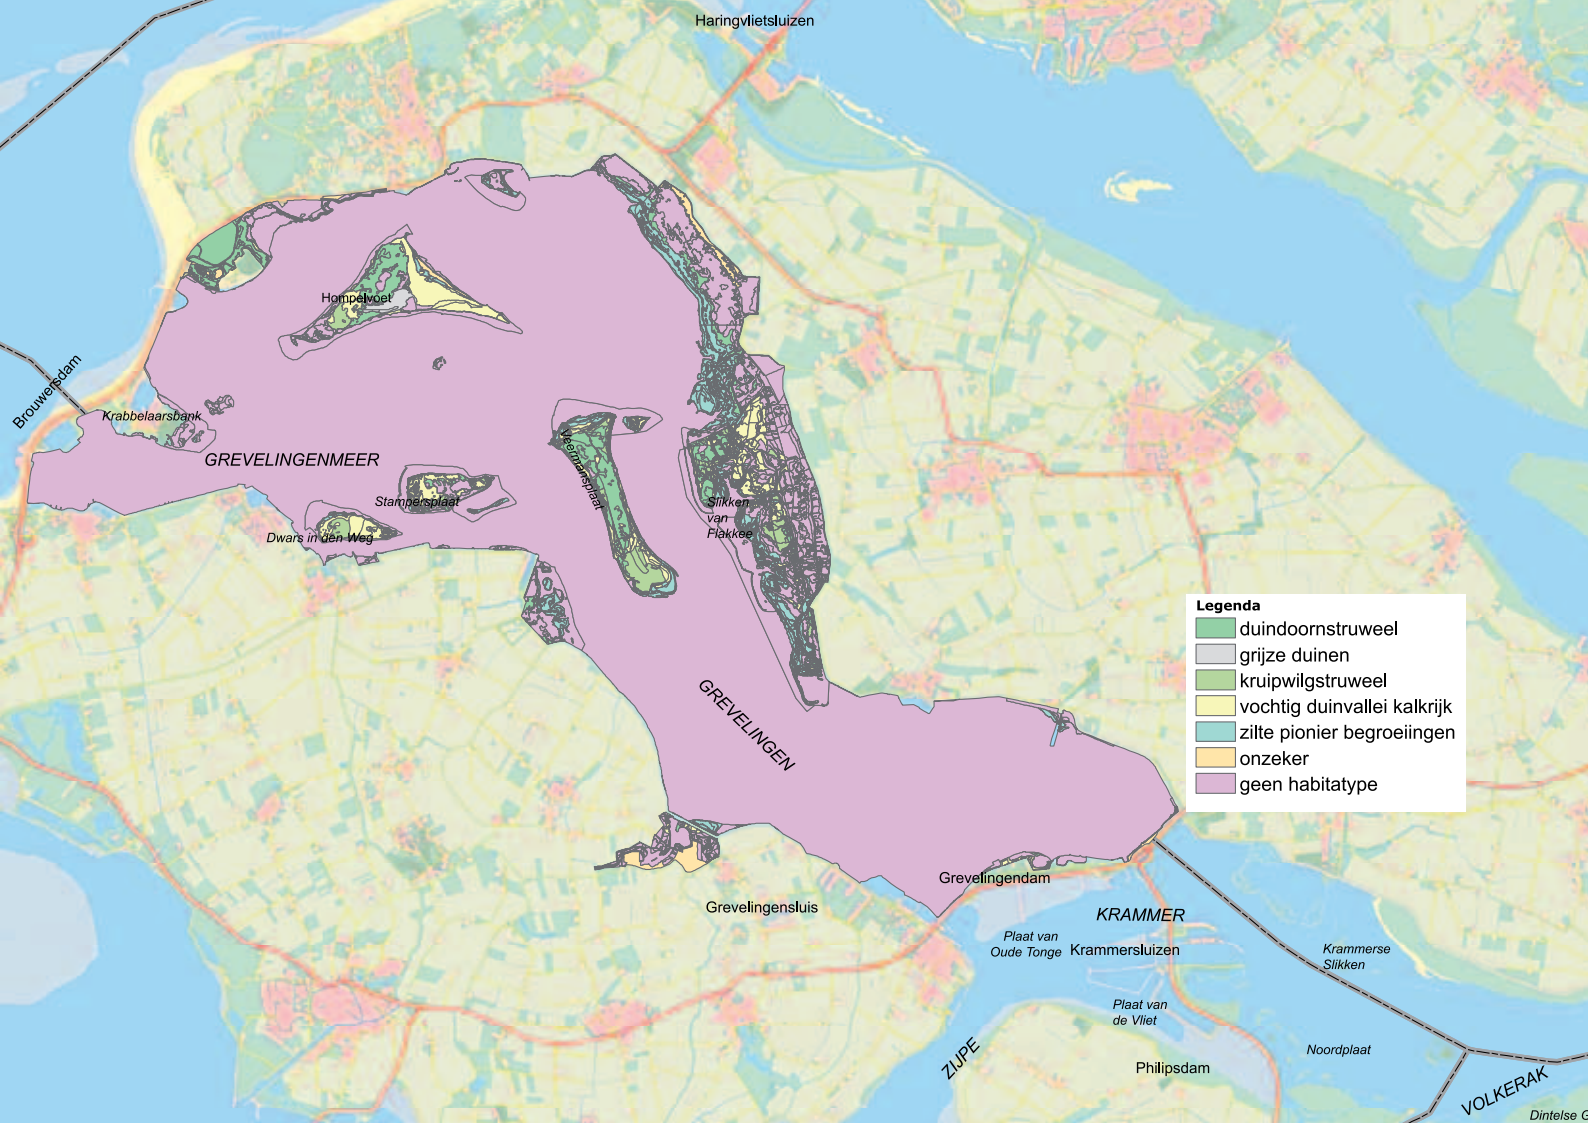 Haringvlietsluizen
Hompelvoet
Brouwersdam
Krabbelaarsbank
GREVELINGENMEER
Veermansplaat
Stampersplaat
Slikken
van
Flakkee
Dwars in den Weg
Legenda
duindoornstruweel
grijze duinen
kruipwilgstruweel
vochtig duinvallei kalkrijk
zilte pionier begroeiingen
onzeker
geen habitatype
GREVELINGEN
Grevelingendam
Grevelingensluis
KRAMMER
Plaat van
Oude Tonge
Krammersluizen
Krammerse
Slikken
Plaat van
de Vliet
Noordplaat
ZIJPE
Philipsdam
VOLKERAK
Dintelse G